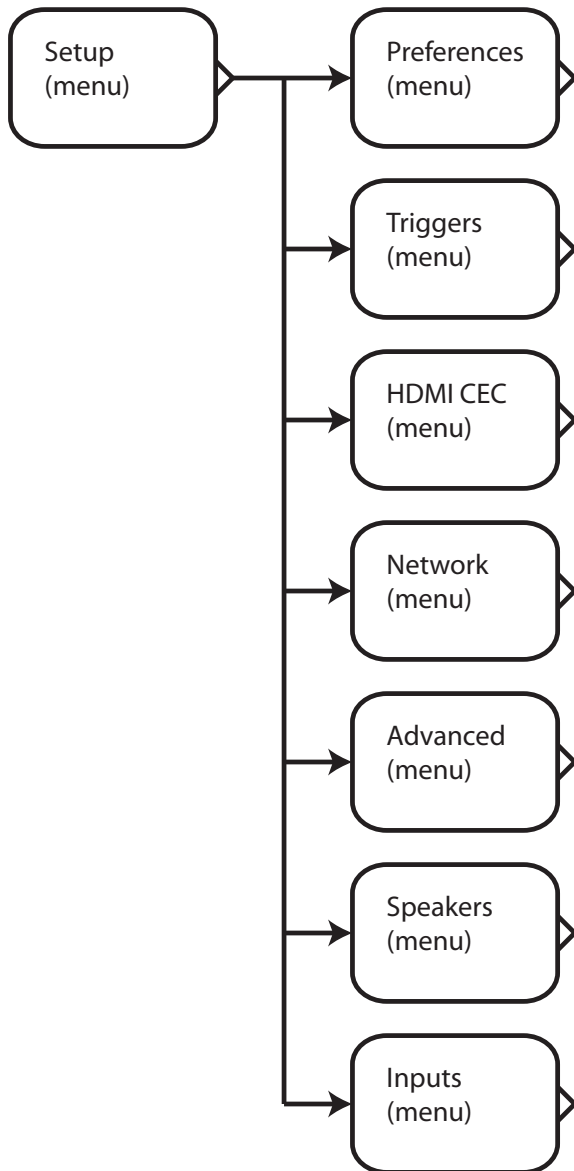 Setup
(menu)
Preferences
(menu)
Triggers
(menu)
HDMI CEC
(menu)
Network
(menu)
Advanced
(menu)
Speakers
(menu)
Inputs
(menu)